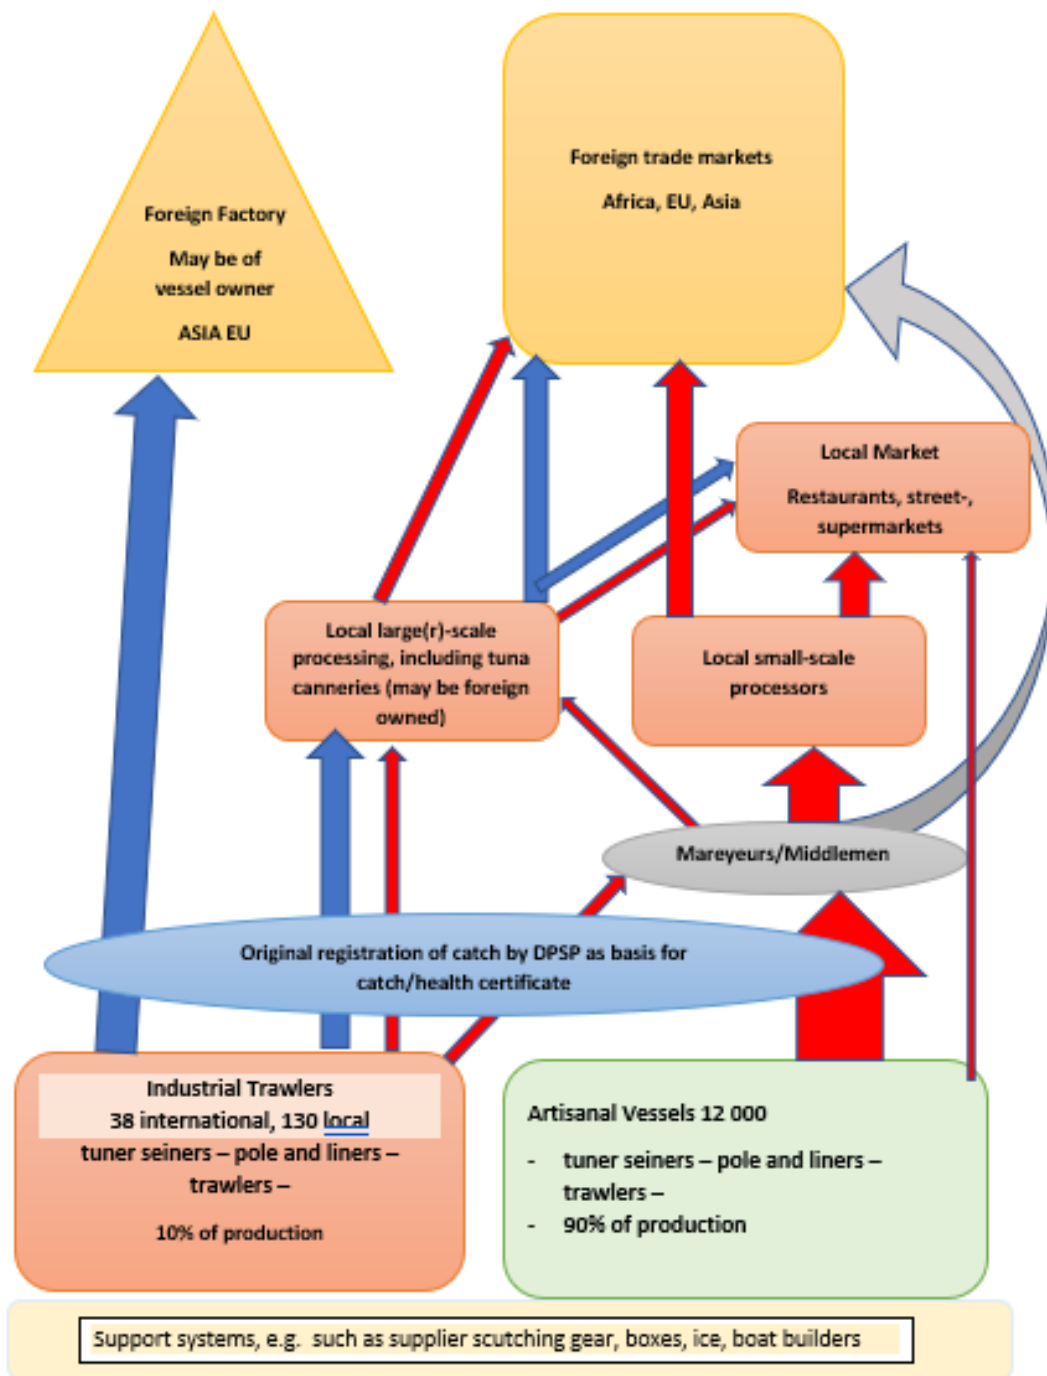 Foreign Factory
May be of
vessel owner
ASIA EU
Foreign trade markets
Africa, EU, Asia
Local Market
Restaurants, street-,
supermarkets
Local large(r)-scale
processing, including tuna
canneries (may be foreign
owned)
Local small-scale
processors
Mareyeurs/Middlemen
Original registration of catch by DPSP as basis for
catch/health certificate
Industrial Trawlers
38 international, 130 local
tuner seiners – pole and liners –
trawlers –
10% of production
Artisanal Vessels 12 000
- tuner seiners – pole and liners –
trawlers –
- 90% of production
Support systems, e.g. such as supplier scutching gear, boxes, ice, boat builders